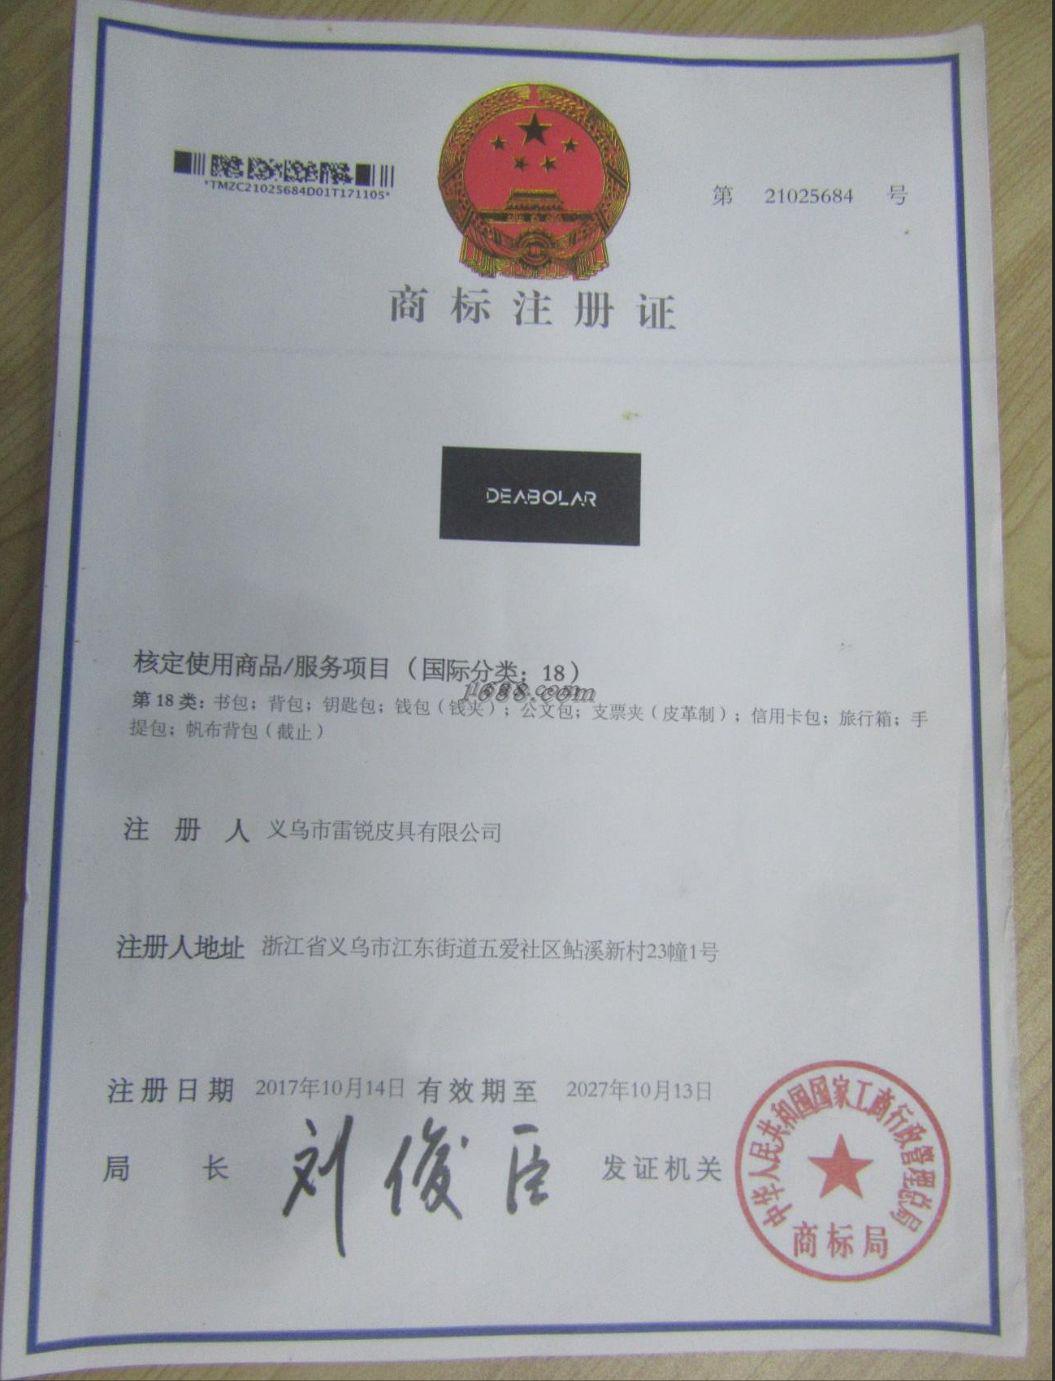 *TMZC21025684D01T171105*
第 21025684 号
商标注册证
DEABOLAR
核定使用商品/服务项目（国际分类：18）
第18类：书包；背包；钥匙包；钱包（钱夹）；公文包；支票夹（皮革制）；信用卡包；旅行箱；手
提包；帆布背包（截止）
1688.com
注册人 义乌市雷锐皮具有限公司
注册人地址 浙江省义乌市江东街道五爱社区鲇溪新村23幢1号
注册日期 2017年10月14日 有效期至 2027年10月13日
局长 刘俊臣 发证机关
中华人民共和国国家工商行政管理总局
商标局